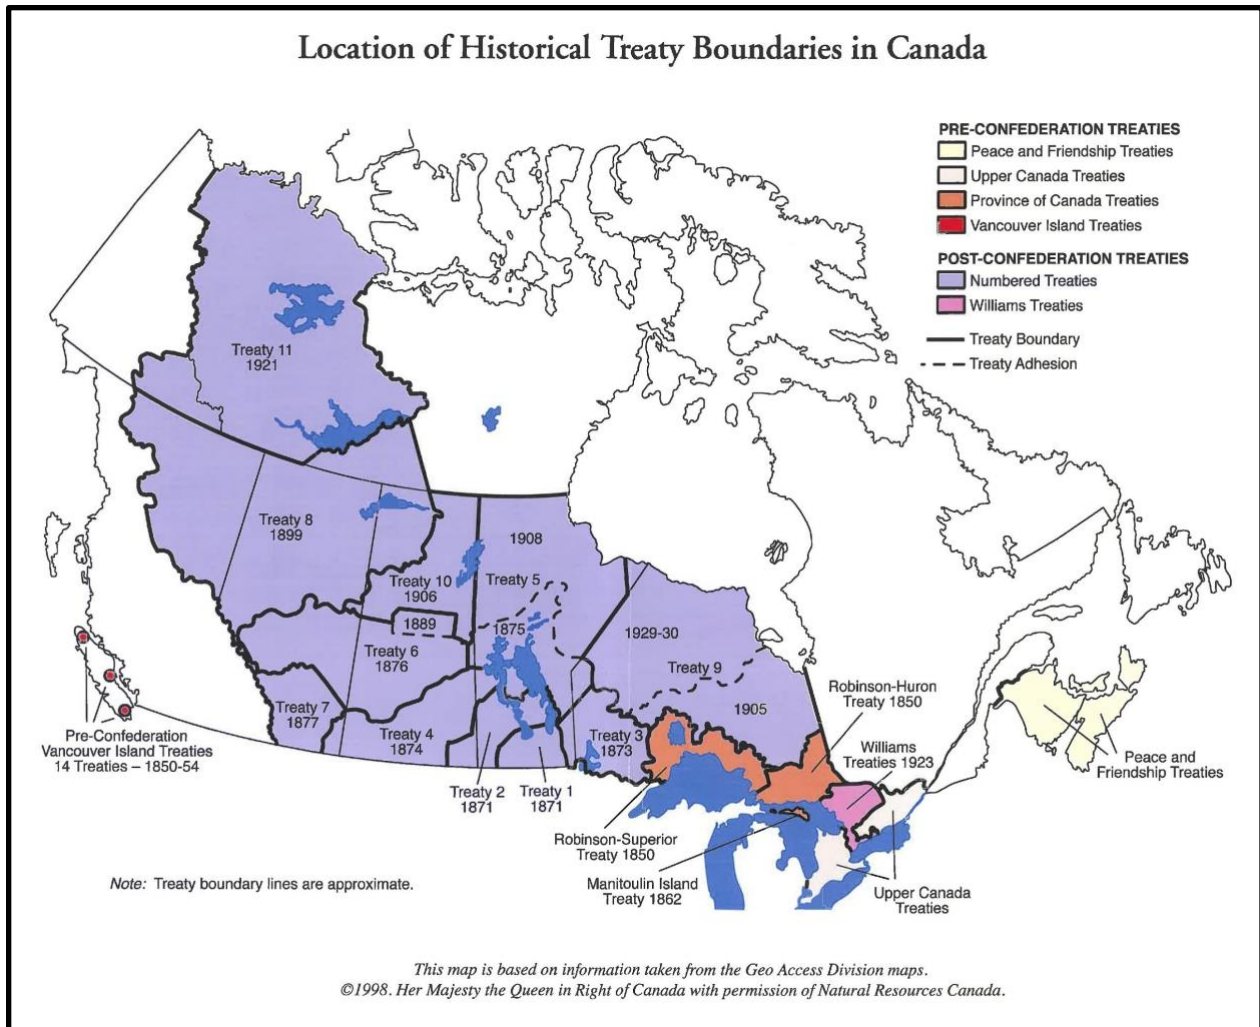 Location of Historical Treaty Boundaries in Canada
PRE-CONFEDERATION TREATIES
Peace and Friendship Treaties
Upper Canada Treaties
Province of Canada Treaties
Vancouver Island Treaties
POST-CONFEDERATION TREATIES
Numbered Treaties
Williams Treaties
Treaty Boundary
Treaty Adhesion
Treaty 11
1921
Treaty 8
1899
1908
Treaty 10
1906
Treaty 5
1889
1875
1929-30
Treaty 6
1876
Treaty 9
1905
Treaty 7
1877
Treaty 4
1874
Treaty 3
1873
Robinson-Huron
Treaty 1850
Williams
Treaties 1923
Peace and
Friendship Treaties
Pre-Confederation
Vancouver Island Treaties
14 Treaties – 1850-54
Treaty 2
1871
Treaty 1
1871
Robinson-Superior
Treaty 1850
Manitoulin Island
Treaty 1862
Upper Canada
Treaties
Note: Treaty boundary lines are approximate.
This map is based on information taken from the Geo Access Division maps.
©1998. Her Majesty the Queen in Right of Canada with permission of Natural Resources Canada.